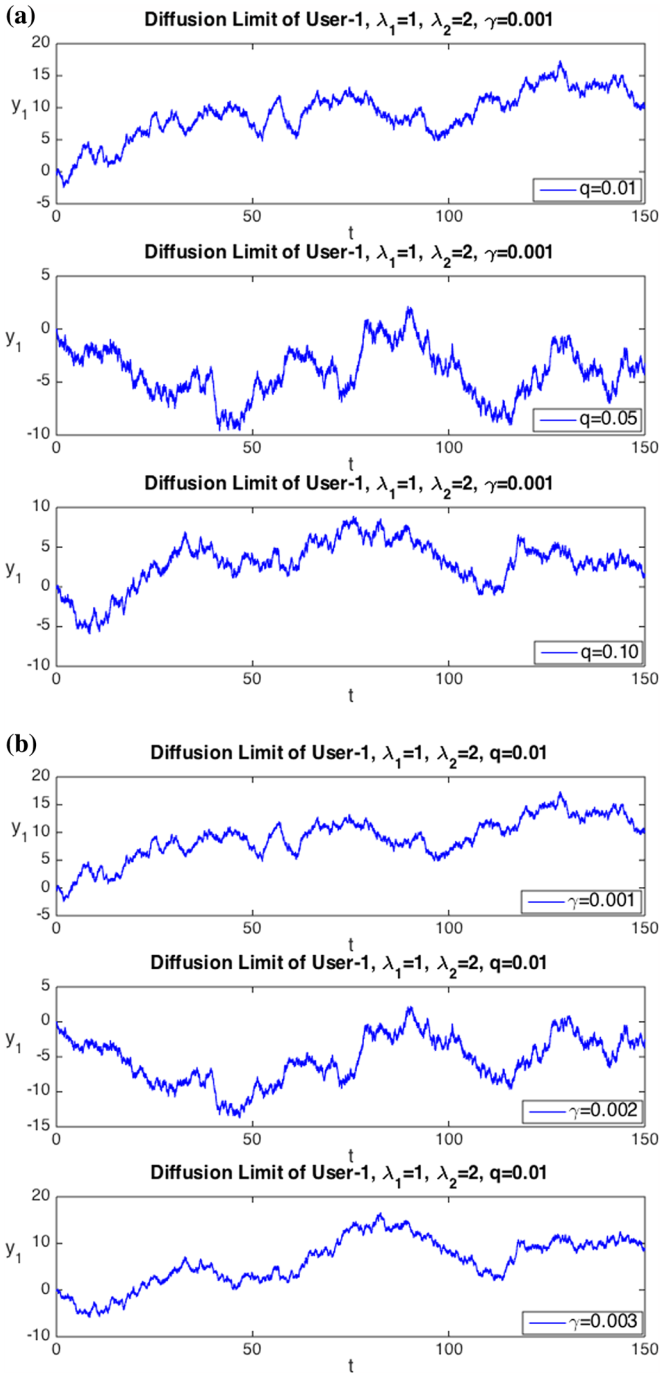 (a)
Diffusion Limit of User-1, λ₁=1, λ₂=2, γ=0.001
20
15
10
5
0
-5
y₁
q=0.01
0 50 100 150
t
Diffusion Limit of User-1, λ₁=1, λ₂=2, γ=0.001
5
0
-5
-10
y₁
q=0.05
0 50 100 150
t
Diffusion Limit of User-1, λ₁=1, λ₂=2, γ=0.001
10
5
0
-5
-10
y₁
q=0.10
0 50 100 150
t
(b)
Diffusion Limit of User-1, λ₁=1, λ₂=2, q=0.01
20
15
10
5
0
-5
y₁
γ=0.001
0 50 100 150
t
Diffusion Limit of User-1, λ₁=1, λ₂=2, q=0.01
5
0
-5
-10
-15
y₁
γ=0.002
0 50 100 150
t
Diffusion Limit of User-1, λ₁=1, λ₂=2, q=0.01
20
10
0
-10
y₁
γ=0.003
0 50 100 150
t